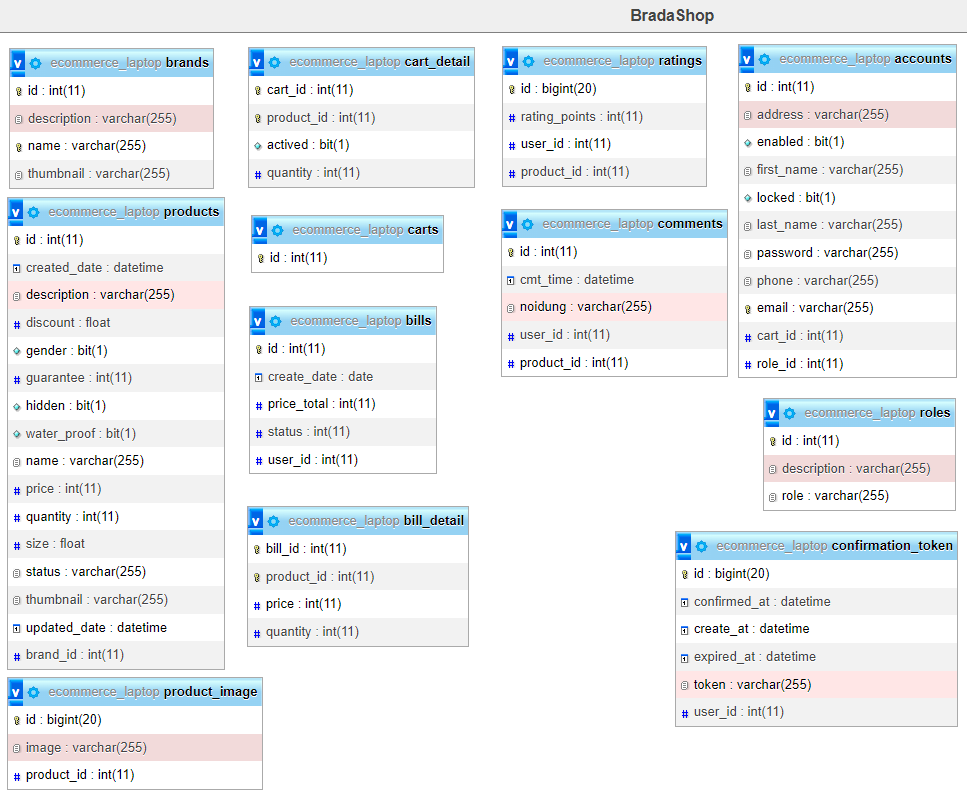 BradaShop
ecommerce_laptop brands
id : int(11)
description : varchar(255)
name : varchar(255)
thumbnail : varchar(255)
ecommerce_laptop products
id : int(11)
created_date : datetime
description : varchar(255)
discount : float
gender : bit(1)
guarantee : int(11)
hidden : bit(1)
water_proof : bit(1)
name : varchar(255)
price : int(11)
quantity : int(11)
size : float
status : varchar(255)
thumbnail : varchar(255)
updated_date : datetime
brand_id : int(11)
ecommerce_laptop product_image
id : bigint(20)
image : varchar(255)
product_id : int(11)
ecommerce_laptop cart_detail
cart_id : int(11)
product_id : int(11)
actived : bit(1)
quantity : int(11)
ecommerce_laptop carts
id : int(11)
ecommerce_laptop bills
id : int(11)
create_date : date
price_total : int(11)
status : int(11)
user_id : int(11)
ecommerce_laptop bill_detail
bill_id : int(11)
product_id : int(11)
price : int(11)
quantity : int(11)
ecommerce_laptop ratings
id : bigint(20)
rating_points : int(11)
user_id : int(11)
product_id : int(11)
ecommerce_laptop comments
id : int(11)
cmt_time : datetime
noidung : varchar(255)
user_id : int(11)
product_id : int(11)
ecommerce_laptop accounts
id : int(11)
address : varchar(255)
enabled : bit(1)
first_name : varchar(255)
locked : bit(1)
last_name : varchar(255)
password : varchar(255)
phone : varchar(255)
email : varchar(255)
cart_id : int(11)
role_id : int(11)
ecommerce_laptop roles
id : int(11)
description : varchar(255)
role : varchar(255)
ecommerce_laptop confirmation_token
id : bigint(20)
confirmed_at : datetime
create_at : datetime
expired_at : datetime
token : varchar(255)
user_id : int(11)